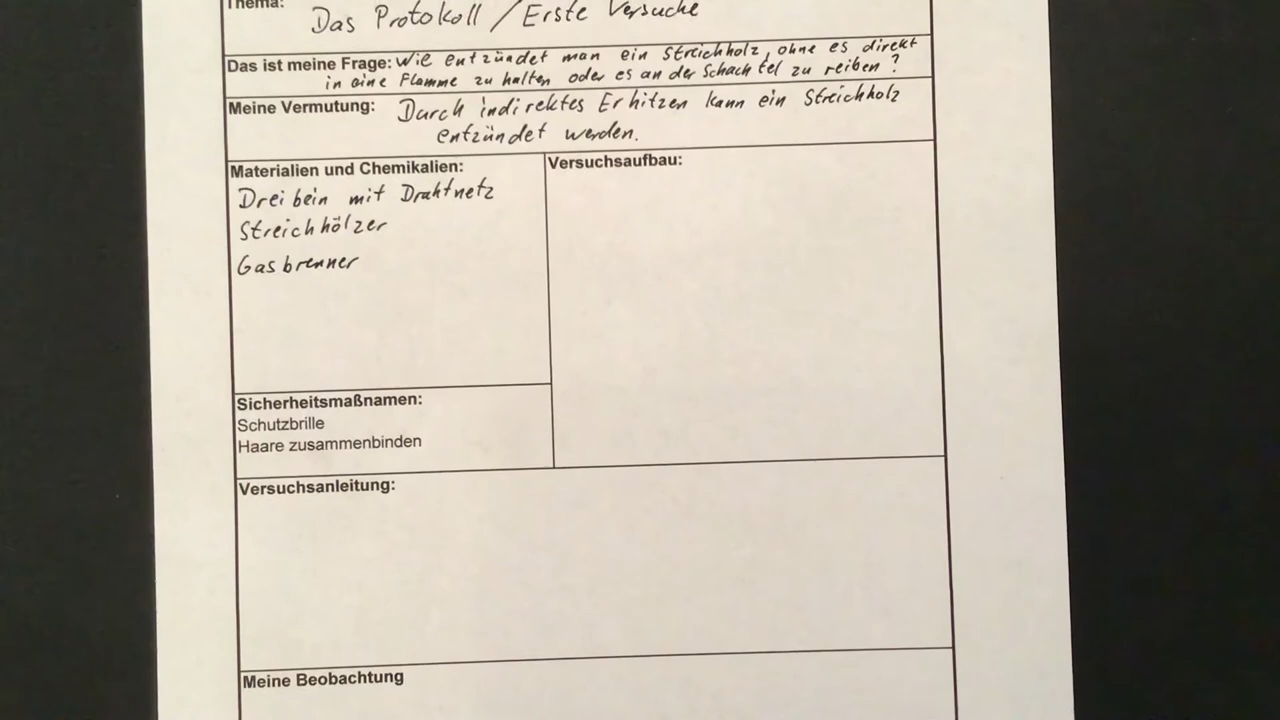 Thema: Das Protokoll / Erste Versuche
Das ist meine Frage: Wie entzündet man ein Streichholz, ohne es direkt
in eine Flamme zu halten oder es an der Schachtel zu reiben?
Meine Vermutung: Durch indirektes Erhitzen kann ein Streichholz
entzündet werden.
Materialien und Chemikalien:
Dreibein mit Drahtnetz
Streichhölzer
Gasbrenner
Versuchsaufbau:
Sicherheitsmaßnamen:
Schutzbrille
Haare zusammenbinden
Versuchsanleitung:
Meine Beobachtung